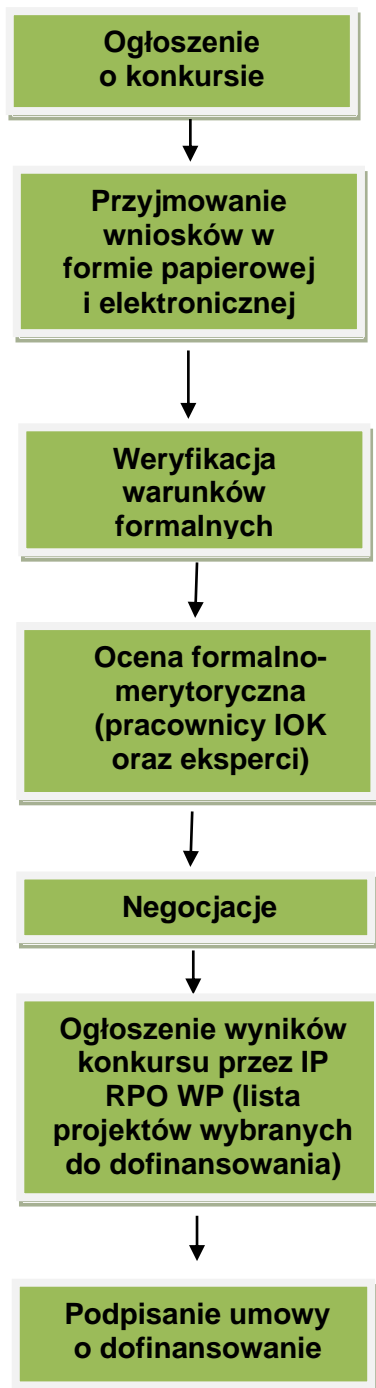 Ogłoszenie
o konkursie
Przyjmowanie
wniosków w
formie papierowej
i elektronicznej
Weryfikacja
warunków
formalnych
Ocena formalno-
merytoryczna
(pracownicy IOK
oraz eksperci)
Negocjacje
Ogłoszenie wyników
konkursu przez IP
RPO WP (lista
projektów wybranych
do dofinansowania)
Podpisanie umowy
o dofinansowanie